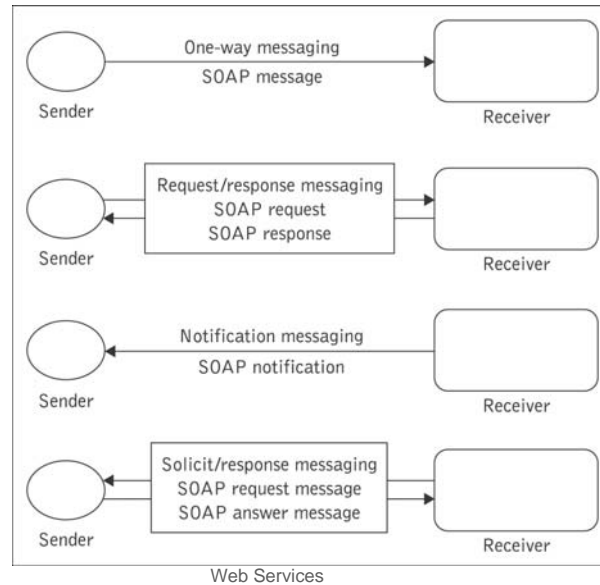 One-way messaging
SOAP message
Sender
Receiver
Request/response messaging
SOAP request
SOAP response
Sender
Receiver
Notification messaging
SOAP notification
Sender
Receiver
Solicit/response messaging
SOAP request message
SOAP answer message
Sender
Receiver
Web Services